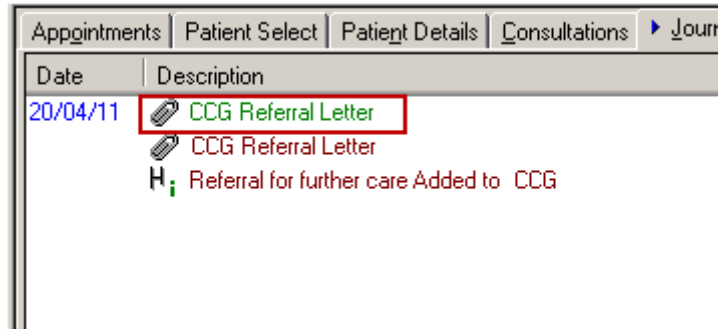 Appointments Patient Select Patient Details Consultations Jour
Date Description
20/04/11 CCG Referral Letter
CCG Referral Letter
H i Referral for further care Added to CCG